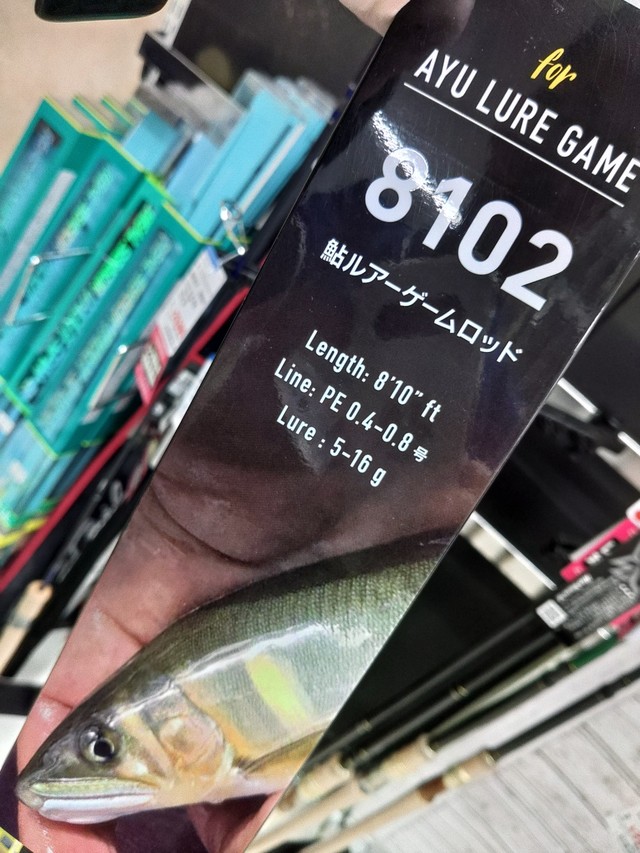 for
AYU LURE GAME
8102
鮎ルアーゲームロッド
Length: 8'10" ft
Line: PE 0.4-0.8号
Lure : 5-16 g